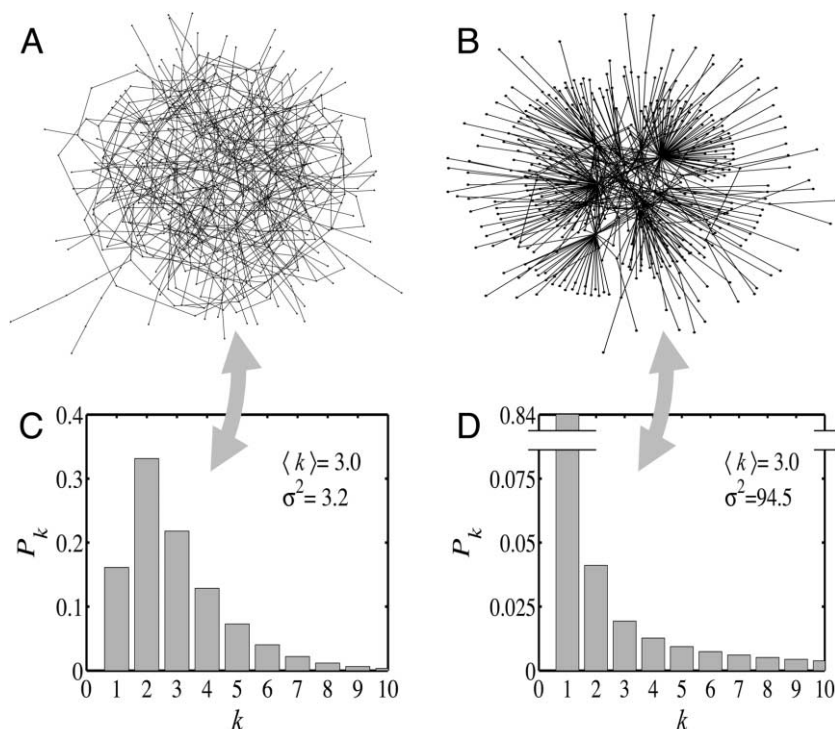 A
B
C
0.4
0.3
0.2
0.1
0
P_k
⟨ k ⟩= 3.0
σ²= 3.2
0 1 2 3 4 5 6 7 8 9 10
k
D
0.84
0.075
0.05
0.025
0
P_k
⟨ k ⟩ = 3.0
σ²=94.5
0 1 2 3 4 5 6 7 8 9 10
k